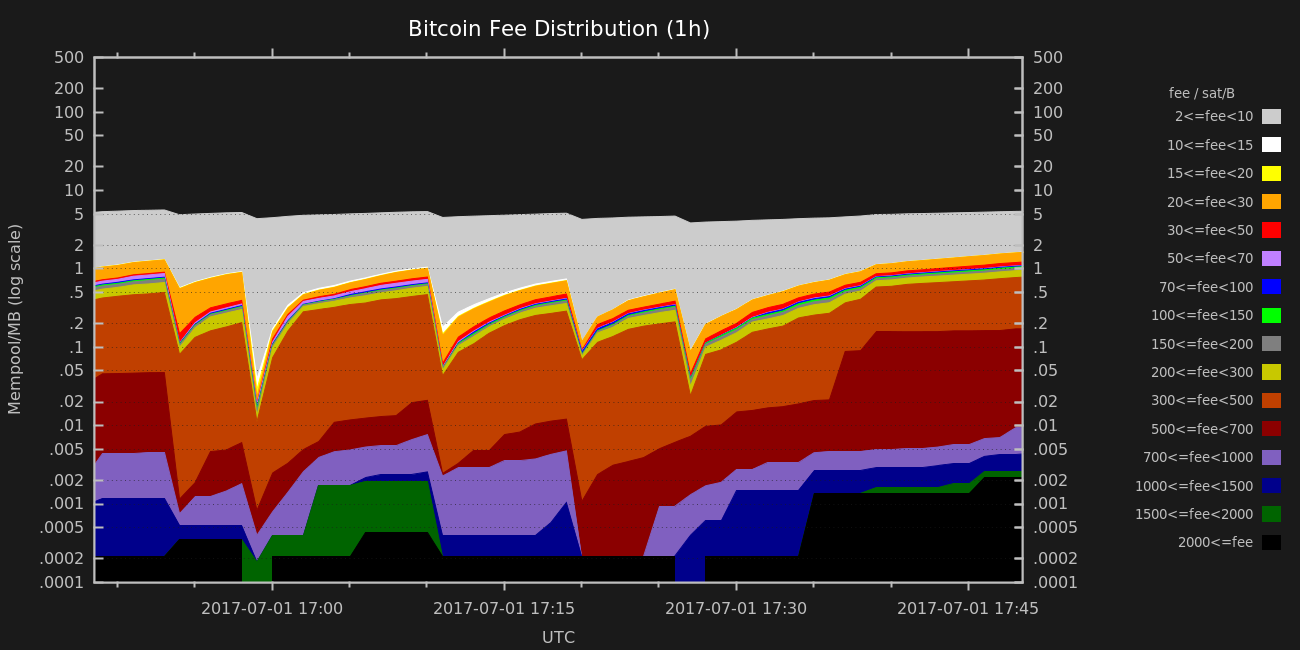 Bitcoin Fee Distribution (1h)
500 500
200 200
100 100
50 50
20 20
10 10
5 5
2 2
1 1
.5 .5
.2 .2
.1 .1
.05 .05
.02 .02
.01 .01
.005 .005
.002 .002
.001 .001
.0005 .0005
.0002 .0002
.0001 .0001
Mempool/MB (log scale)
2017-07-01 17:00 2017-07-01 17:15 2017-07-01 17:30 2017-07-01 17:45
UTC
fee / sat/B
2<=fee<10
10<=fee<15
15<=fee<20
20<=fee<30
30<=fee<50
50<=fee<70
70<=fee<100
100<=fee<150
150<=fee<200
200<=fee<300
300<=fee<500
500<=fee<700
700<=fee<1000
1000<=fee<1500
1500<=fee<2000
2000<=fee